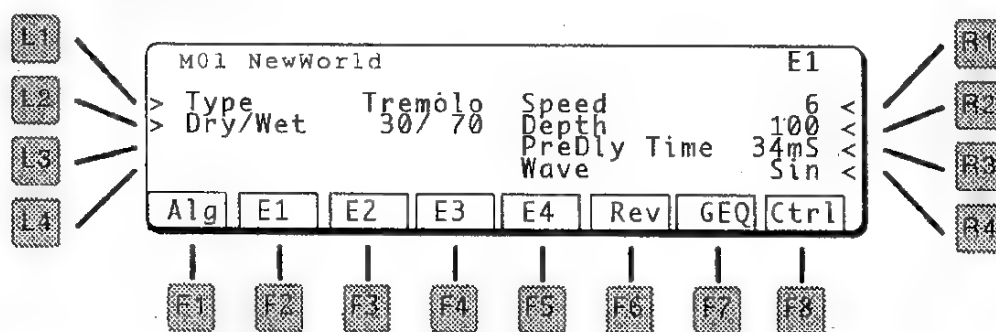 L1
L2
L3
L4
M01 NewWorld E1
> Type Tremolo Speed 6 <
> Dry/Wet 30/ 70 Depth 100 <
PreDly Time 34mS <
Wave Sin <
Alg E1 E2 E3 E4 Rev GEQ Ctrl
F1 F2 F3 F4 F5 F6 F7 F8
R1
R2
R3
R4